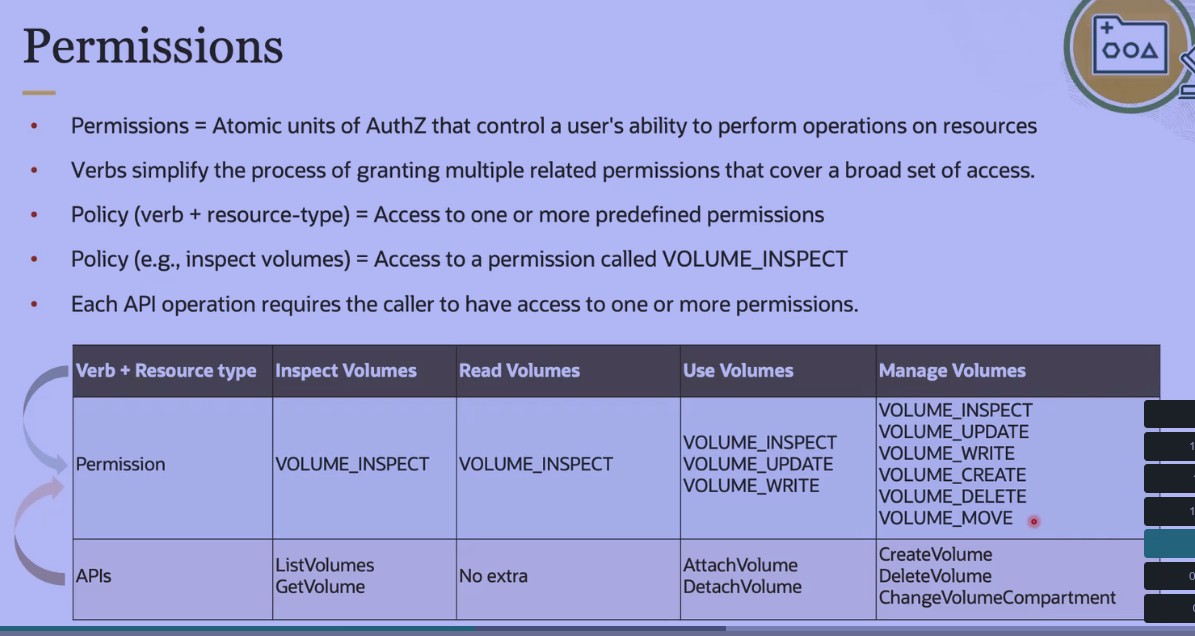 Permissions
• Permissions = Atomic units of AuthZ that control a user's ability to perform operations on resources
• Verbs simplify the process of granting multiple related permissions that cover a broad set of access.
• Policy (verb + resource-type) = Access to one or more predefined permissions
• Policy (e.g., inspect volumes) = Access to a permission called VOLUME_INSPECT
• Each API operation requires the caller to have access to one or more permissions.
Verb + Resource type Inspect Volumes Read Volumes Use Volumes Manage Volumes
Permission
VOLUME_INSPECT
VOLUME_INSPECT
VOLUME_INSPECT
VOLUME_UPDATE
VOLUME_WRITE
VOLUME_INSPECT
VOLUME_UPDATE
VOLUME_WRITE
VOLUME_CREATE
VOLUME_DELETE
VOLUME_MOVE
APIs
ListVolumes
GetVolume
No extra
AttachVolume
DetachVolume
CreateVolume
DeleteVolume
ChangeVolumeCompartment